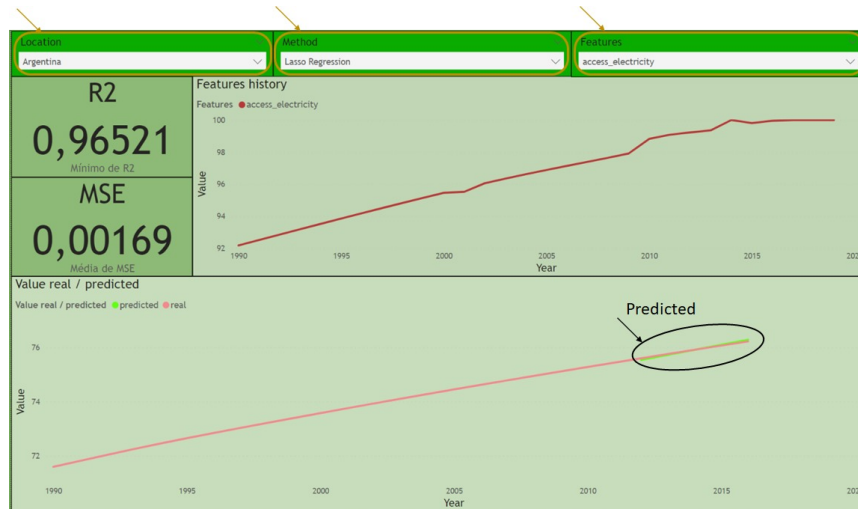 Location
Method
Features
Argentina
Lasso Regression
access_electricity
R2
0,96521
Mínimo de R2
MSE
0,00169
Média de MSE
Features history
Features access_electricity
100
98
96
94
92
Value
1990 1995 2000 2005 2010 2015 202
Year
Value real / predicted
Value real / predicted predicted real
Predicted
76
74
72
Value
1990 1995 2000 2005 2010 2015 202
Year